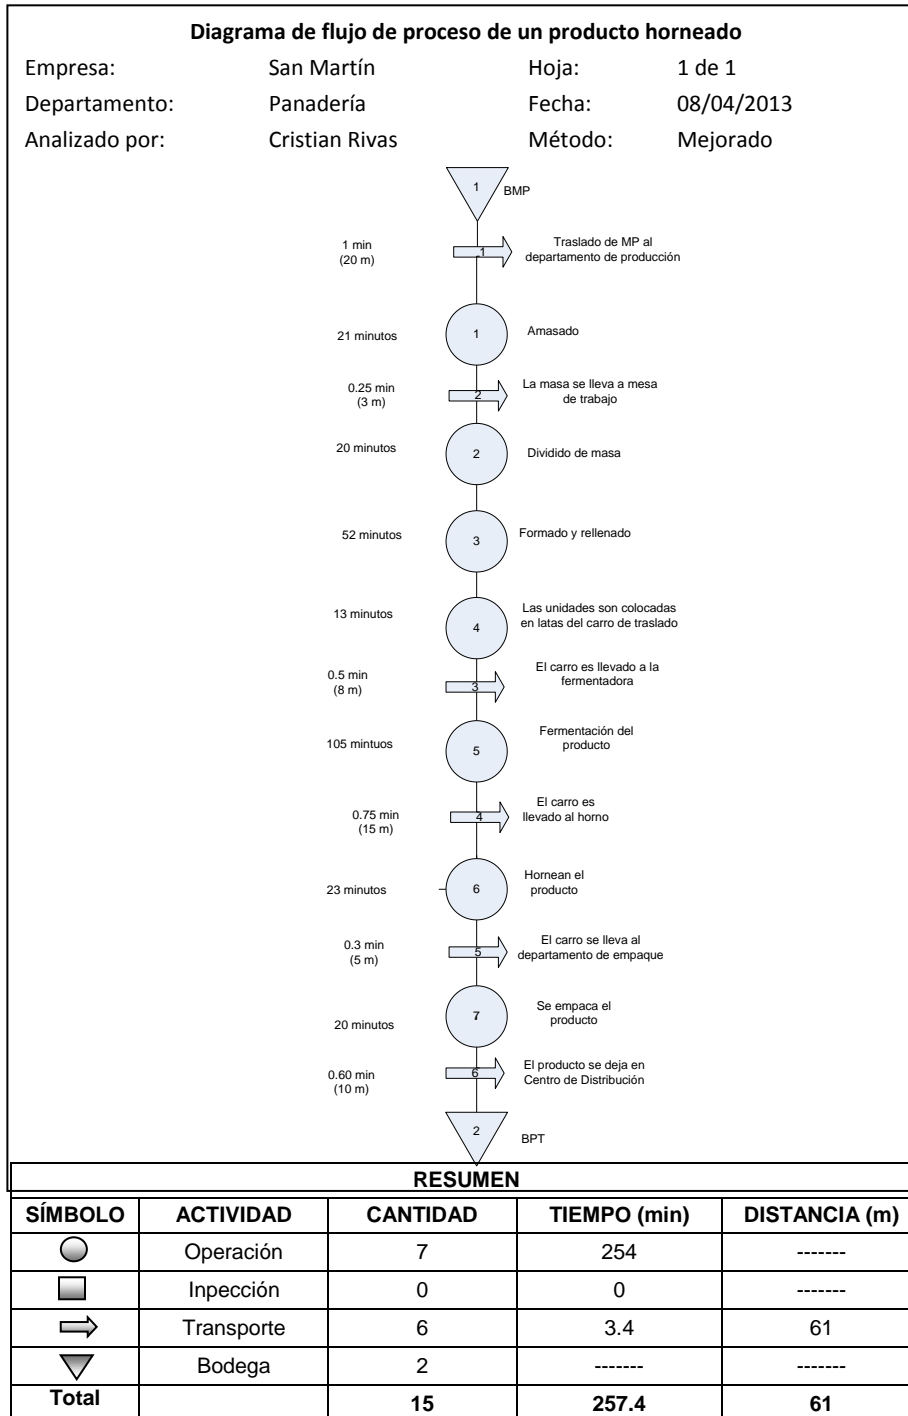 Diagrama de flujo de proceso de un producto horneado
Empresa: San Martín Hoja: 1 de 1
Departamento: Panadería Fecha: 08/04/2013
Analizado por: Cristian Rivas Método: Mejorado
1 BMP
1 min
(20 m)
1
Traslado de MP al
departamento de producción
21 minutos 1 Amasado
0.25 min
(3 m)
2
La masa se lleva a mesa
de trabajo
20 minutos 2 Dividido de masa
52 minutos 3 Formado y rellenado
13 minutos 4
Las unidades son colocadas
en latas del carro de traslado
0.5 min
(8 m)
3
El carro es llevado a la
fermentadora
105 mintuos 5
Fermentación del
producto
0.75 min
(15 m)
4
El carro es
llevado al horno
23 minutos 6
Hornean el
producto
0.3 min
(5 m)
5
El carro se lleva al
departamento de empaque
20 minutos 7
Se empaca el
producto
0.60 min
(10 m)
6
El producto se deja en
Centro de Distribución
2 BPT
RESUMEN
SÍMBOLO ACTIVIDAD CANTIDAD TIEMPO (min) DISTANCIA (m)
Operación 7 254 -------
Inpección 0 0 -------
Transporte 6 3.4 61
Bodega 2 ------- -------
Total 15 257.4 61